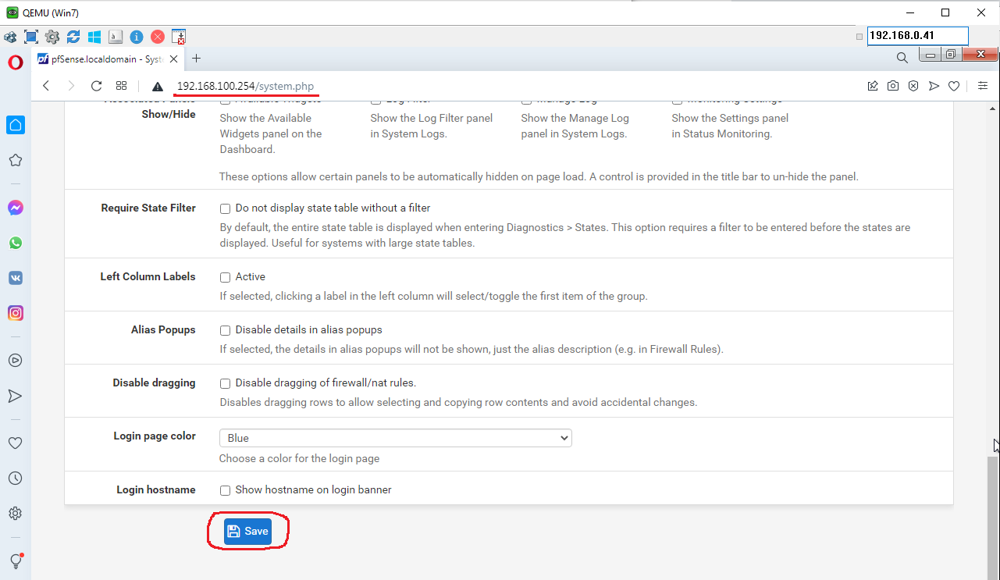 QEMU (Win7)
192.168.0.41
pfSense.localdomain - Syst
192.168.100.254/system.php
Associated Panels Show/Hide
Available Widgets
Log Filter
Manage Log
Monitoring Settings
Show the Available
Widgets panel on the
Dashboard.
Show the Log Filter panel
in System Logs.
Show the Manage Log
panel in System Logs.
Show the Settings panel
in Status Monitoring.
These options allow certain panels to be automatically hidden on page load. A control is provided in the title bar to un-hide the panel.
Require State Filter
Do not display state table without a filter
By default, the entire state table is displayed when entering Diagnostics > States. This option requires a filter to be entered before the states are
displayed. Useful for systems with large state tables.
Left Column Labels
Active
If selected, clicking a label in the left column will select/toggle the first item of the group.
Alias Popups
Disable details in alias popups
If selected, the details in alias popups will not be shown, just the alias description (e.g. in Firewall Rules).
Disable dragging
Disable dragging of firewall/nat rules.
Disables dragging rows to allow selecting and copying row contents and avoid accidental changes.
Login page color
Blue
Choose a color for the login page
Login hostname
Show hostname on login banner
Save